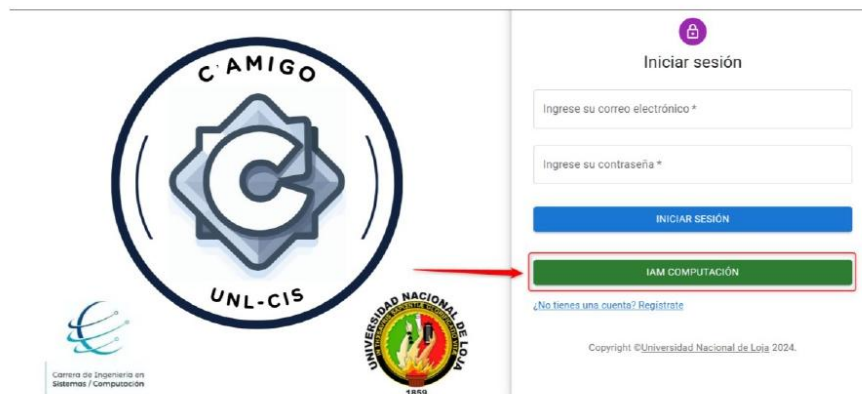 C·AMIGO
UNL-CIS
Carrera de Ingeniería en
Sistemas / Computación
UNIVERSIDAD NACIONAL DE LOJA
1859
Iniciar sesión
Ingrese su correo electrónico *
Ingrese su contraseña *
INICIAR SESIÓN
IAM COMPUTACIÓN
¿No tienes una cuenta? Regístrate
Copyright ©Universidad Nacional de Loja 2024.